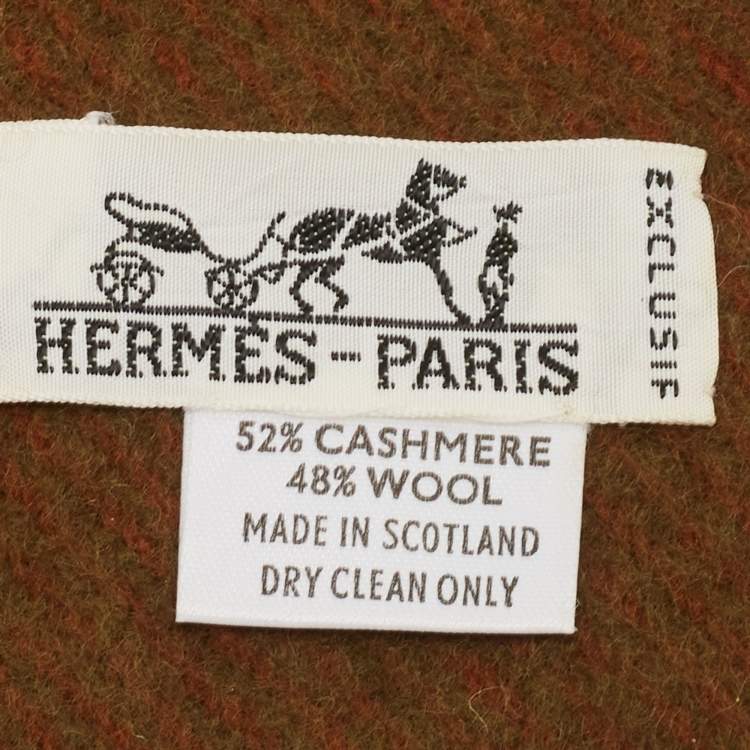 HERMÈS-PARIS
EXCLUSIF
52% CASHMERE
48% WOOL
MADE IN SCOTLAND
DRY CLEAN ONLY